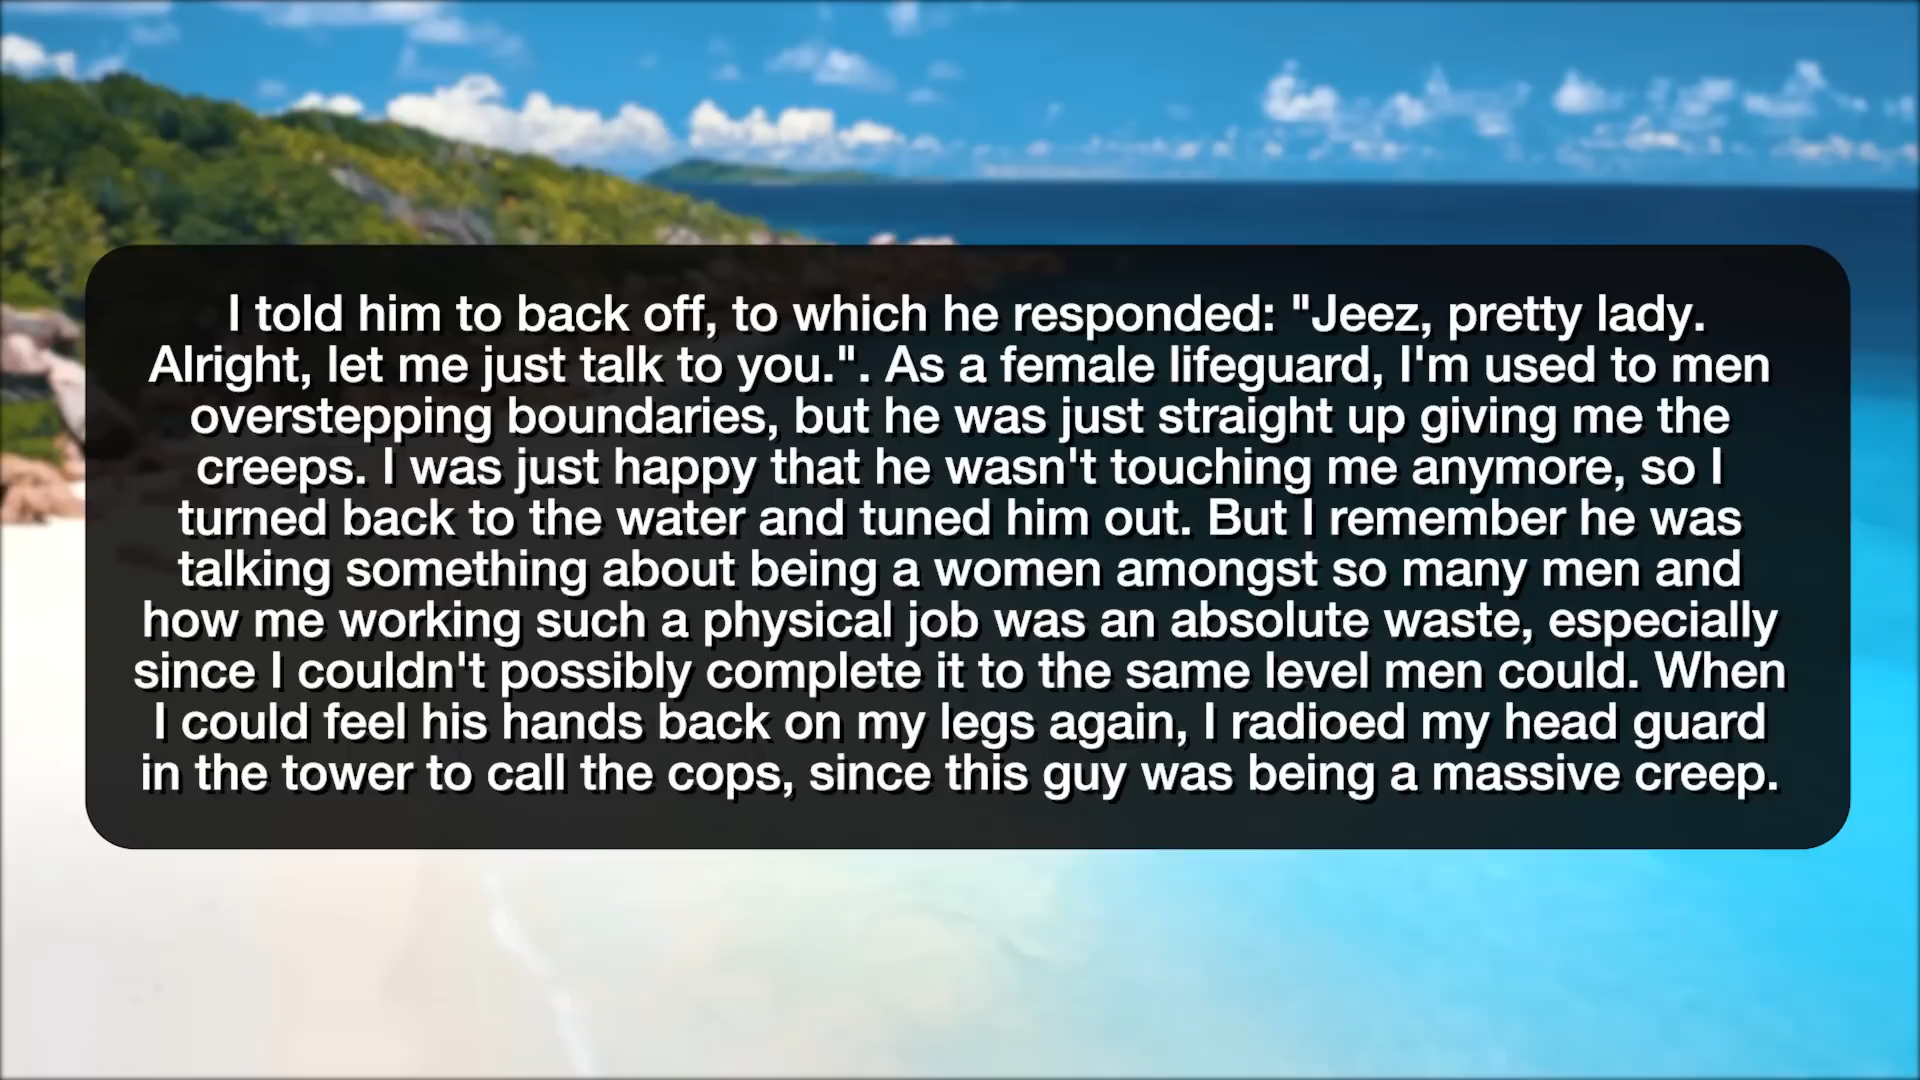 I told him to back off, to which he responded: "Jeez, pretty lady.
Alright, let me just talk to you.". As a female lifeguard, I'm used to men
overstepping boundaries, but he was just straight up giving me the
creeps. I was just happy that he wasn't touching me anymore, so I
turned back to the water and tuned him out. But I remember he was
talking something about being a women amongst so many men and
how me working such a physical job was an absolute waste, especially
since I couldn't possibly complete it to the same level men could. When
I could feel his hands back on my legs again, I radioed my head guard
in the tower to call the cops, since this guy was being a massive creep.